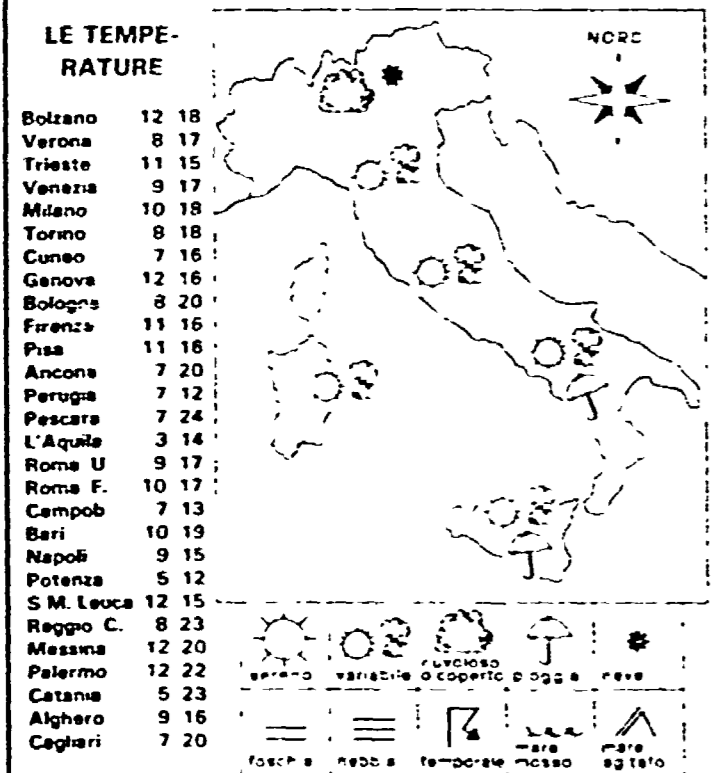 LE TEMPE-
RATURE
Bolzano 12 18
Verona 8 17
Trieste 11 15
Venezia 9 17
Milano 10 18
Torino 8 18
Cuneo 7 16
Genova 12 16
Bologna 8 20
Firenze 11 16
Pisa 11 16
Ancona 7 20
Perugia 7 12
Pescara 7 24
L'Aquila 3 14
Roma U 9 17
Roma F. 10 17
Campob 7 13
Bari 10 19
Napoli 9 15
Potenza 5 12
S M. Leuca 12 15
Reggio C. 8 23
Messina 12 20
Palermo 12 22
Catania 5 23
Alghero 9 16
Cagliari 7 20
NORD
sereno
variabile
nuvoloso
o coperto
pioggia
neve
foschia
nebbia
temporale
mare
mosso
mare
agitato